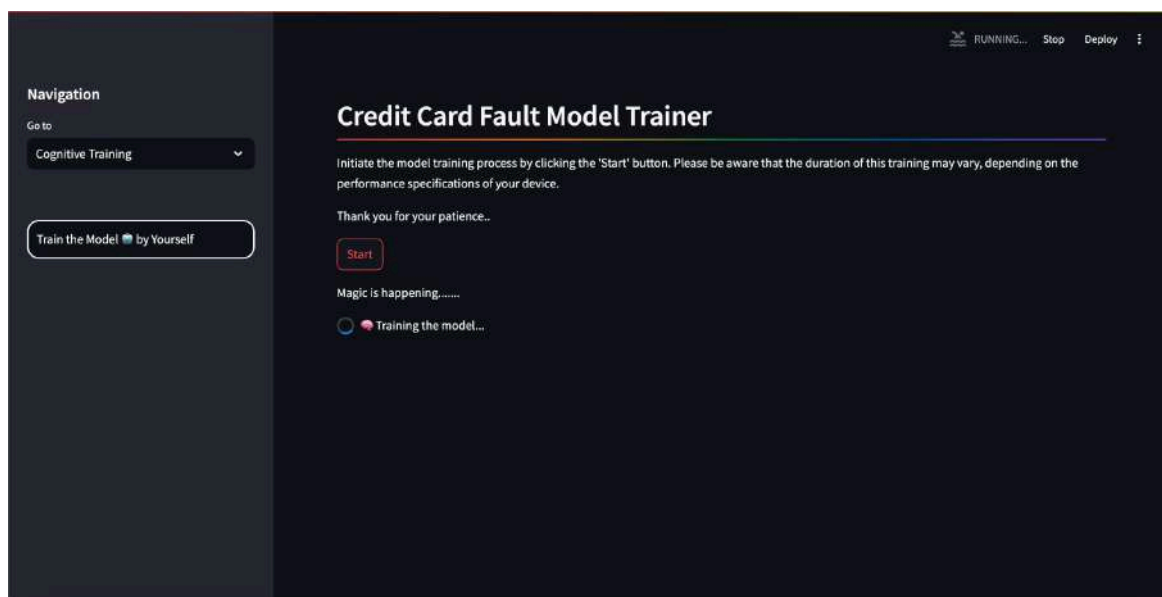 RUNNING... Stop Deploy
Navigation
Go to
Cognitive Training
Train the Model 🤖 by Yourself
Credit Card Fault Model Trainer
Initiate the model training process by clicking the 'Start' button. Please be aware that the duration of this training may vary, depending on the
performance specifications of your device.
Thank you for your patience..
Start
Magic is happening.......
🧠 Training the model...